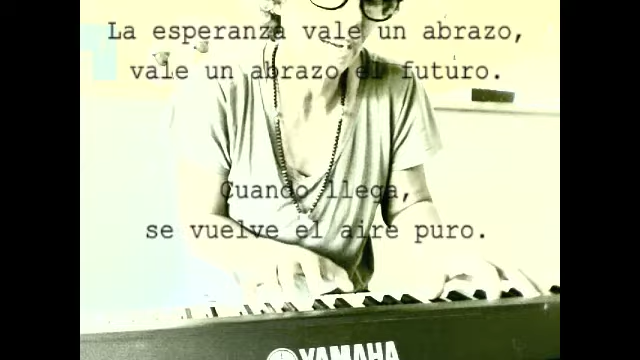 La esperanza vale un abrazo,
vale un abrazo el futuro.
Cuando llega,
se vuelve el aire puro.
YAMAHA